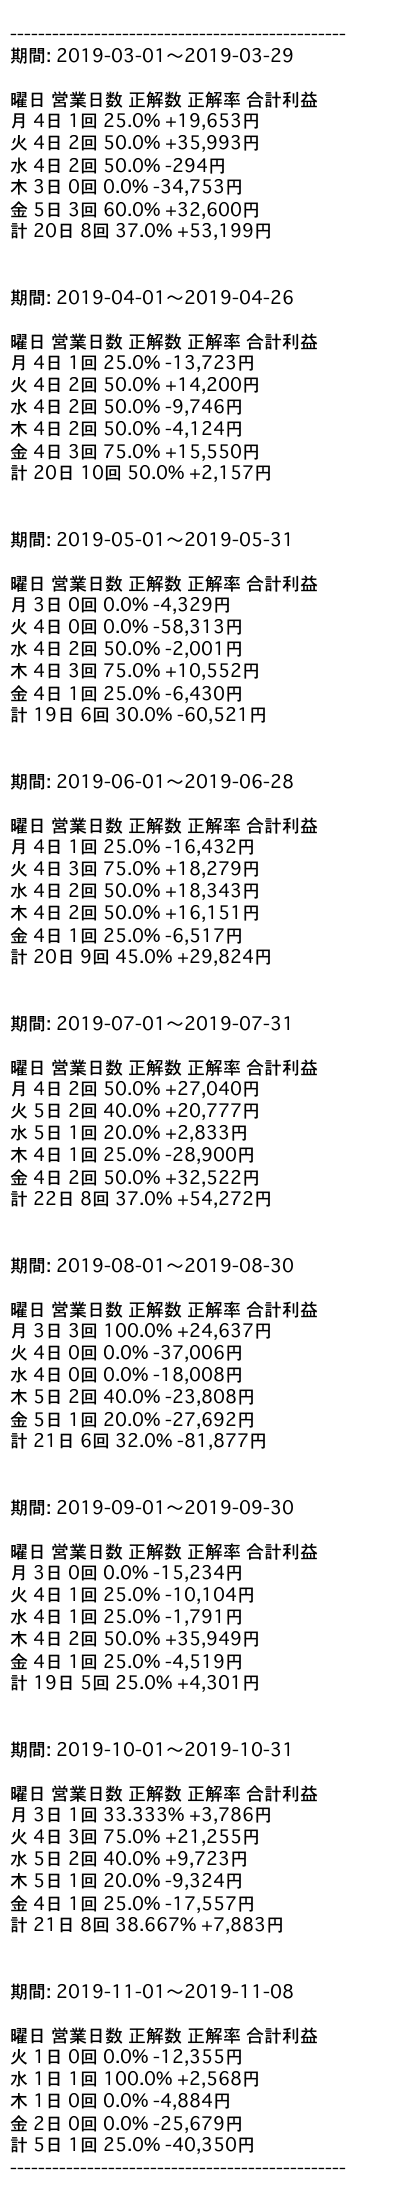 ------------------------------------------------
期間: 2019-03-01～2019-03-29
曜日 営業日数 正解数 正解率 合計利益
月 4日 1回 25.0% +19,653円
火 4日 2回 50.0% +35,993円
水 4日 2回 50.0% -294円
木 3日 0回 0.0% -34,753円
金 5日 3回 60.0% +32,600円
計 20日 8回 37.0% +53,199円
期間: 2019-04-01～2019-04-26
曜日 営業日数 正解数 正解率 合計利益
月 4日 1回 25.0% -13,723円
火 4日 2回 50.0% +14,200円
水 4日 2回 50.0% -9,746円
木 4日 2回 50.0% -4,124円
金 4日 3回 75.0% +15,550円
計 20日 10回 50.0% +2,157円
期間: 2019-05-01～2019-05-31
曜日 営業日数 正解数 正解率 合計利益
月 3日 0回 0.0% -4,329円
火 4日 0回 0.0% -58,313円
水 4日 2回 50.0% -2,001円
木 4日 3回 75.0% +10,552円
金 4日 1回 25.0% -6,430円
計 19日 6回 30.0% -60,521円
期間: 2019-06-01～2019-06-28
曜日 営業日数 正解数 正解率 合計利益
月 4日 1回 25.0% -16,432円
火 4日 3回 75.0% +18,279円
水 4日 2回 50.0% +18,343円
木 4日 2回 50.0% +16,151円
金 4日 1回 25.0% -6,517円
計 20日 9回 45.0% +29,824円
期間: 2019-07-01～2019-07-31
曜日 営業日数 正解数 正解率 合計利益
月 4日 2回 50.0% +27,040円
火 5日 2回 40.0% +20,777円
水 5日 1回 20.0% +2,833円
木 4日 1回 25.0% -28,900円
金 4日 2回 50.0% +32,522円
計 22日 8回 37.0% +54,272円
期間: 2019-08-01～2019-08-30
曜日 営業日数 正解数 正解率 合計利益
月 3日 3回 100.0% +24,637円
火 4日 0回 0.0% -37,006円
水 4日 0回 0.0% -18,008円
木 5日 2回 40.0% -23,808円
金 5日 1回 20.0% -27,692円
計 21日 6回 32.0% -81,877円
期間: 2019-09-01～2019-09-30
曜日 営業日数 正解数 正解率 合計利益
月 3日 0回 0.0% -15,234円
火 4日 1回 25.0% -10,104円
水 4日 1回 25.0% -1,791円
木 4日 2回 50.0% +35,949円
金 4日 1回 25.0% -4,519円
計 19日 5回 25.0% +4,301円
期間: 2019-10-01～2019-10-31
曜日 営業日数 正解数 正解率 合計利益
月 3日 1回 33.333% +3,786円
火 4日 3回 75.0% +21,255円
水 5日 2回 40.0% +9,723円
木 5日 1回 20.0% -9,324円
金 4日 1回 25.0% -17,557円
計 21日 8回 38.667% +7,883円
期間: 2019-11-01～2019-11-08
曜日 営業日数 正解数 正解率 合計利益
火 1日 0回 0.0% -12,355円
水 1日 1回 100.0% +2,568円
木 1日 0回 0.0% -4,884円
金 2日 0回 0.0% -25,679円
計 5日 1回 25.0% -40,350円
------------------------------------------------